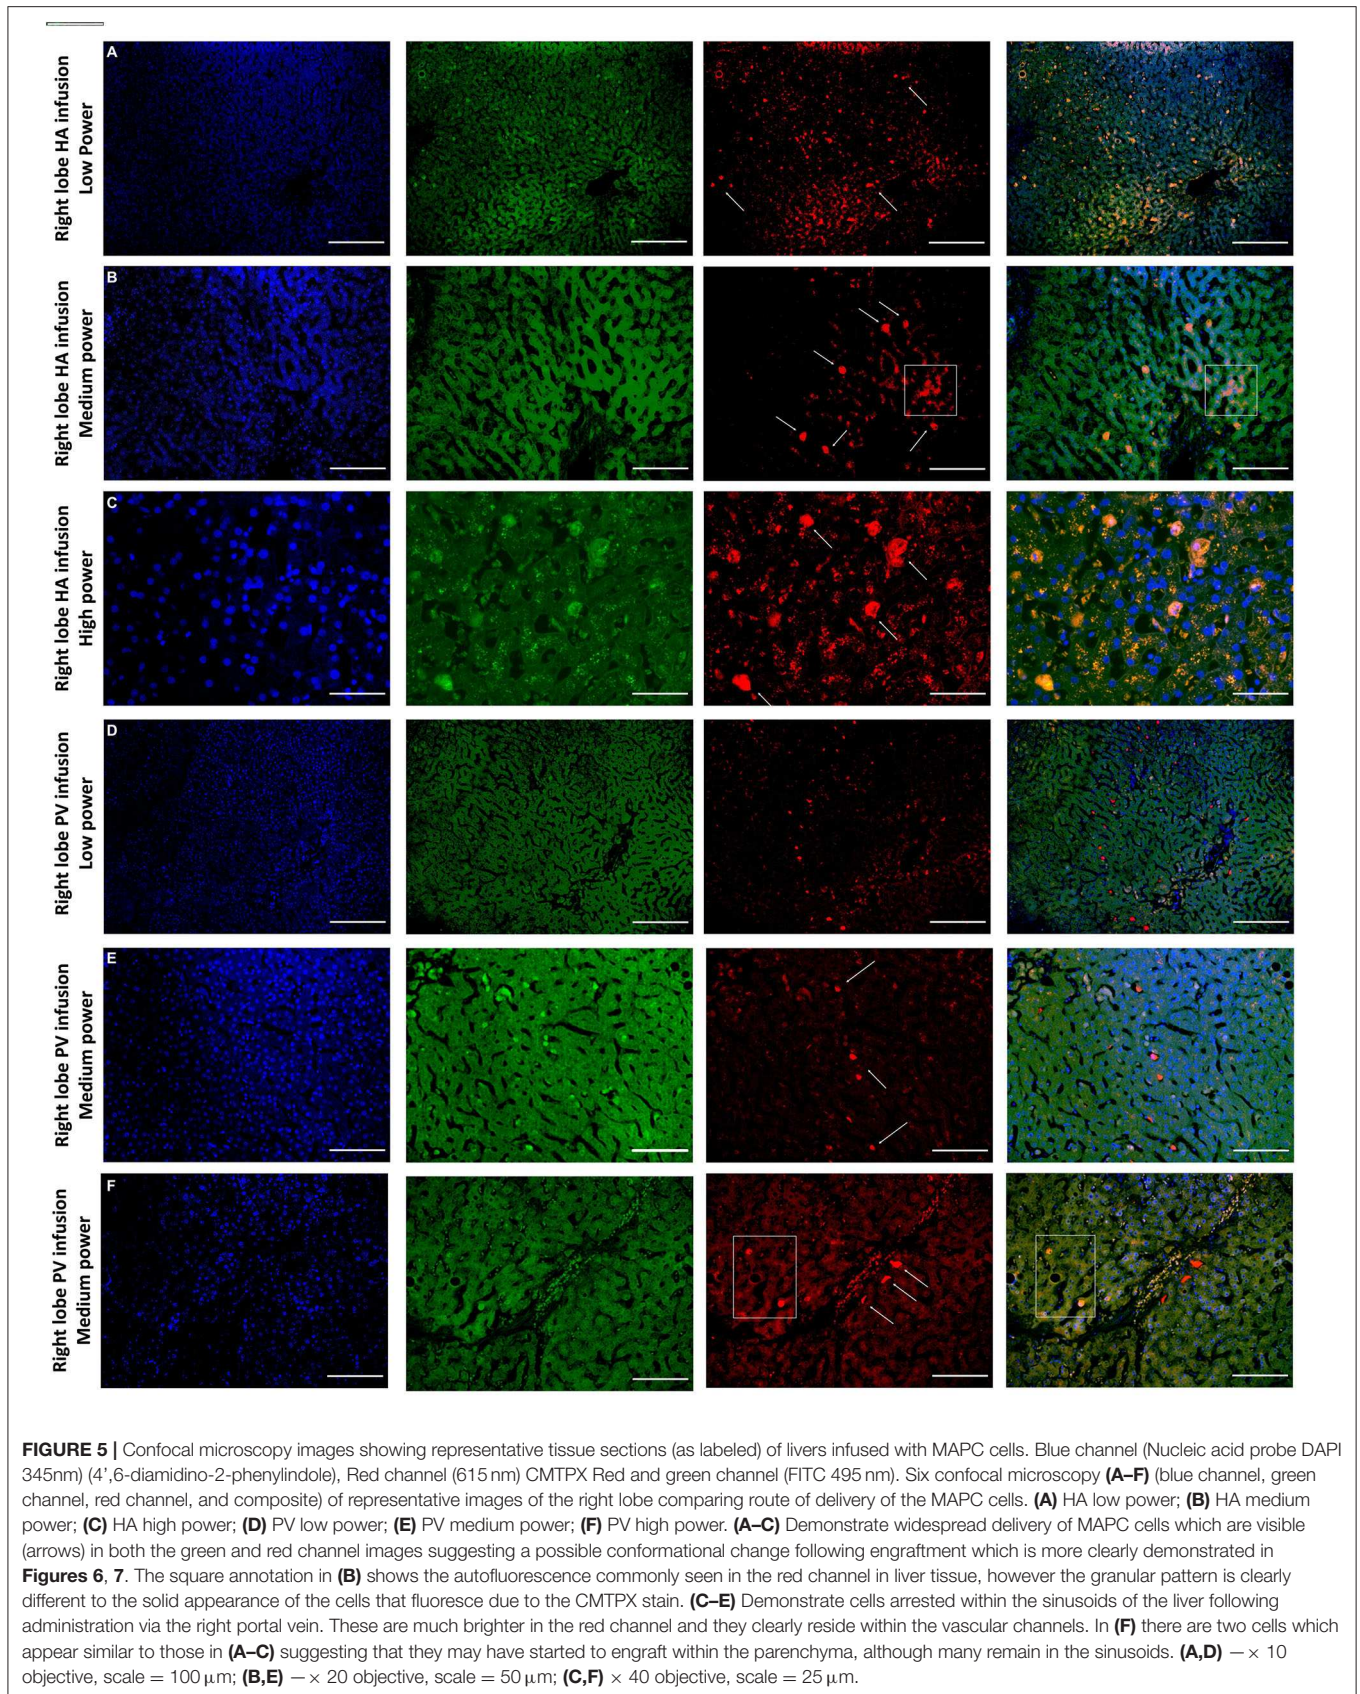 Right lobe HA infusion
Low Power
A
Right lobe HA infusion
Medium power
B
Right lobe HA infusion
High power
C
Right lobe PV infusion
Low power
D
Right lobe PV infusion
Medium power
E
Right lobe PV infusion
Medium power
F
FIGURE 5 | Confocal microscopy images showing representative tissue sections (as labeled) of livers infused with MAPC cells. Blue channel (Nucleic acid probe DAPI
345nm) (4',6-diamidino-2-phenylindole), Red channel (615 nm) CMTPX Red and green channel (FITC 495 nm). Six confocal microscopy (A–F) (blue channel, green
channel, red channel, and composite) of representative images of the right lobe comparing route of delivery of the MAPC cells. (A) HA low power; (B) HA medium
power; (C) HA high power; (D) PV low power; (E) PV medium power; (F) PV high power. (A–C) Demonstrate widespread delivery of MAPC cells which are visible
(arrows) in both the green and red channel images suggesting a possible conformational change following engraftment which is more clearly demonstrated in
Figures 6, 7. The square annotation in (B) shows the autofluorescence commonly seen in the red channel in liver tissue, however the granular pattern is clearly
different to the solid appearance of the cells that fluoresce due to the CMTPX stain. (C–E) Demonstrate cells arrested within the sinusoids of the liver following
administration via the right portal vein. These are much brighter in the red channel and they clearly reside within the vascular channels. In (F) there are two cells which
appear similar to those in (A–C) suggesting that they may have started to engraft within the parenchyma, although many remain in the sinusoids. (A,D) —× 10
objective, scale = 100 μm; (B,E) —× 20 objective, scale = 50 μm; (C,F) × 40 objective, scale = 25 μm.